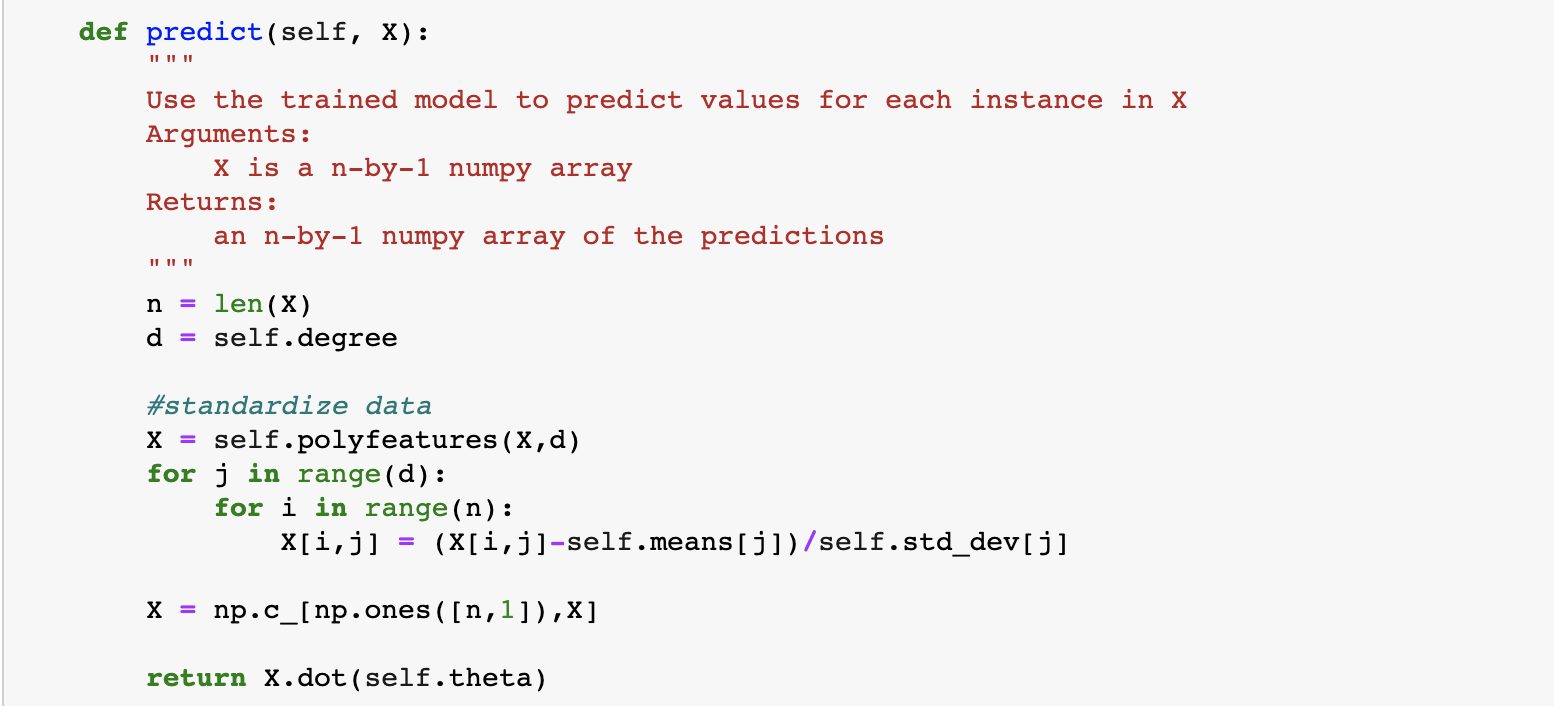 def predict(self, X):
    """
    Use the trained model to predict values for each instance in X
    Arguments:
        X is a n-by-1 numpy array
    Returns:
        an n-by-1 numpy array of the predictions
    """
    n = len(X)
    d = self.degree

    #standardize data
    X = self.polyfeatures(X,d)
    for j in range(d):
        for i in range(n):
            X[i,j] = (X[i,j]-self.means[j])/self.std_dev[j]

    X = np.c_[np.ones([n,1]),X]

    return X.dot(self.theta)